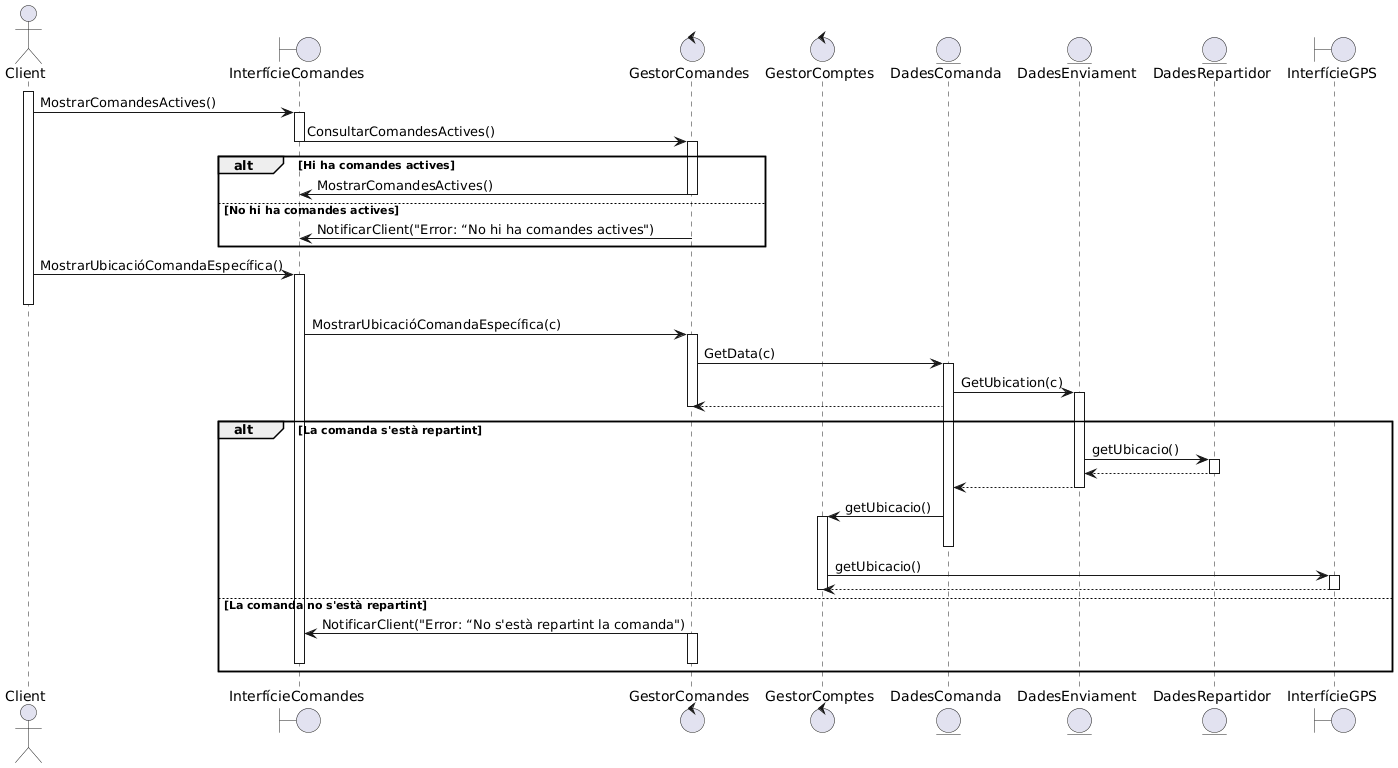 Client
InterfícieComandes
GestorComandes
GestorComptes
DadesComanda
DadesEnviament
DadesRepartidor
InterfícieGPS
MostrarComandesActives()
ConsultarComandesActives()
alt
[Hi ha comandes actives]
MostrarComandesActives()
[No hi ha comandes actives]
NotificarClient("Error: “No hi ha comandes actives")
MostrarUbicacióComandaEspecífica()
MostrarUbicacióComandaEspecífica(c)
GetData(c)
GetUbication(c)
alt
[La comanda s'està repartint]
getUbicacio()
getUbicacio()
getUbicacio()
[La comanda no s'està repartint]
NotificarClient("Error: “No s'està repartint la comanda")
Client
InterfícieComandes
GestorComandes
GestorComptes
DadesComanda
DadesEnviament
DadesRepartidor
InterfícieGPS